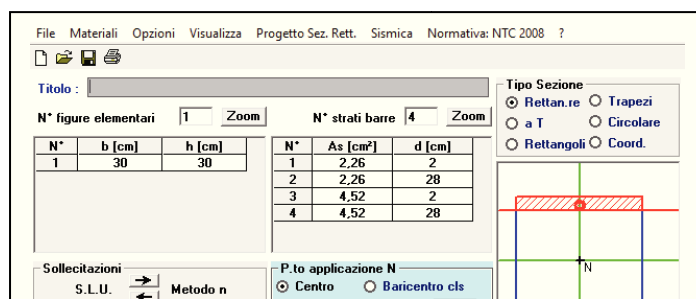 File Materiali Opzioni Visualizza Progetto Sez. Rett. Sismica Normativa: NTC 2008 ?
Titolo :
N° figure elementari 1 Zoom
N° strati barre 4 Zoom
N° b [cm] h [cm]
1 30 30
N° As [cm²] d [cm]
1 2,26 2
2 2,26 28
3 4,52 2
4 4,52 28
Tipo Sezione
Rettan.re Trapezi
a T Circolare
Rettangoli Coord.
N
Sollecitazioni
S.L.U. Metodo n
P.to applicazione N
Centro Baricentro cls